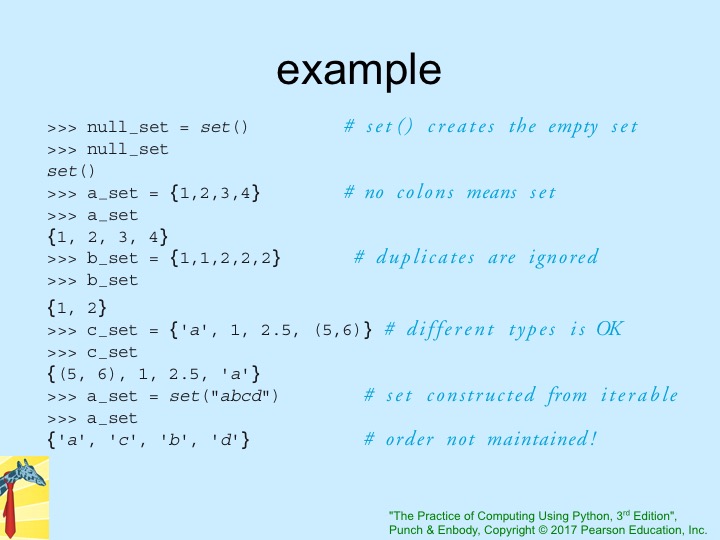 example
>>> null_set = set() # set() creates the empty set
>>> null_set
set()
>>> a_set = {1,2,3,4} # no colons means set
>>> a_set
{1, 2, 3, 4}
>>> b_set = {1,1,2,2,2} # duplicates are ignored
>>> b_set
{1, 2}
>>> c_set = {'a', 1, 2.5, (5,6)} # different types is OK
>>> c_set
{(5, 6), 1, 2.5, 'a'}
>>> a_set = set("abcd") # set constructed from iterable
>>> a_set
{'a', 'c', 'b', 'd'} # order not maintained!
"The Practice of Computing Using Python, 3rd Edition",
Punch & Enbody, Copyright © 2017 Pearson Education, Inc.